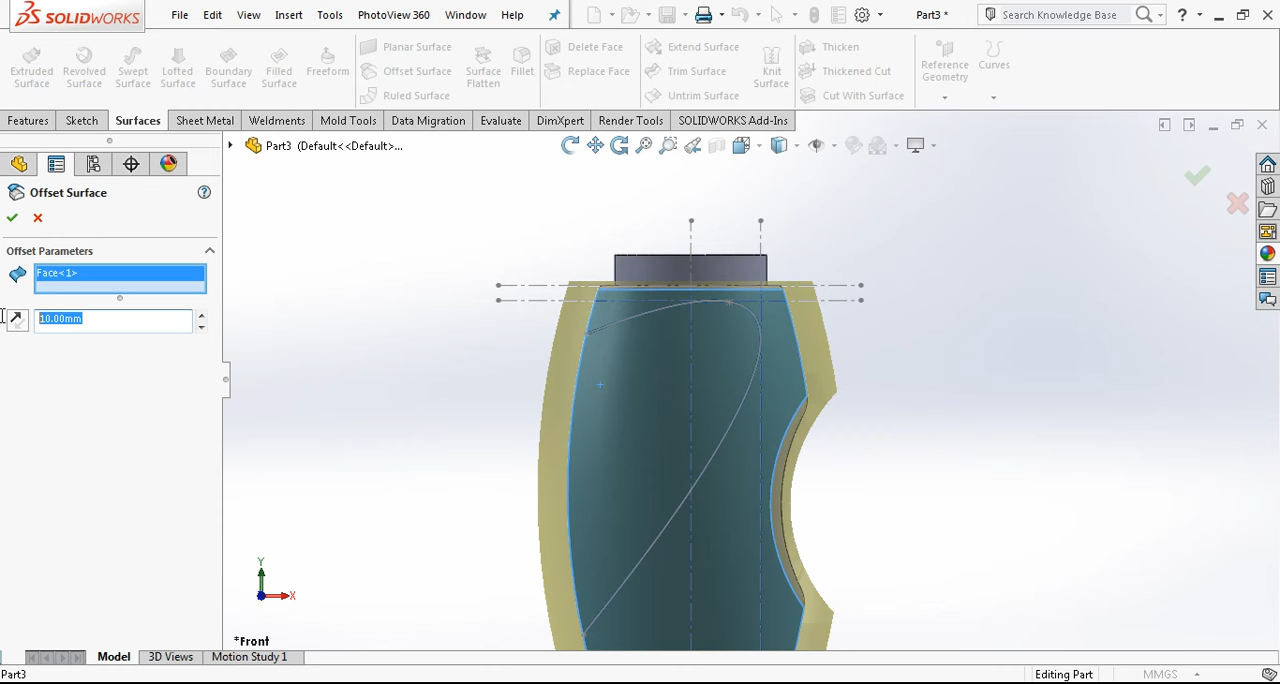 SOLIDWORKS File Edit View Insert Tools PhotoView 360 Window Help Part3 * Search Knowledge Base ?
Extruded Surface Revolved Surface Swept Surface Lofted Surface Boundary Surface Filled Surface Freeform Planar Surface Offset Surface Ruled Surface Surface Flatten Fillet Delete Face Replace Face Extend Surface Trim Surface Untrim Surface Knit Surface Thicken Thickened Cut Cut With Surface Reference Geometry Curves
Features Sketch Surfaces Sheet Metal Weldments Mold Tools Data Migration Evaluate DimXpert Render Tools SOLIDWORKS Add-Ins
Part3 (Default<<Default>...
Offset Surface ?
Offset Parameters
Face<1>
10.00mm
Y
X
*Front
Model 3D Views Motion Study 1
Part3 Editing Part MMGS